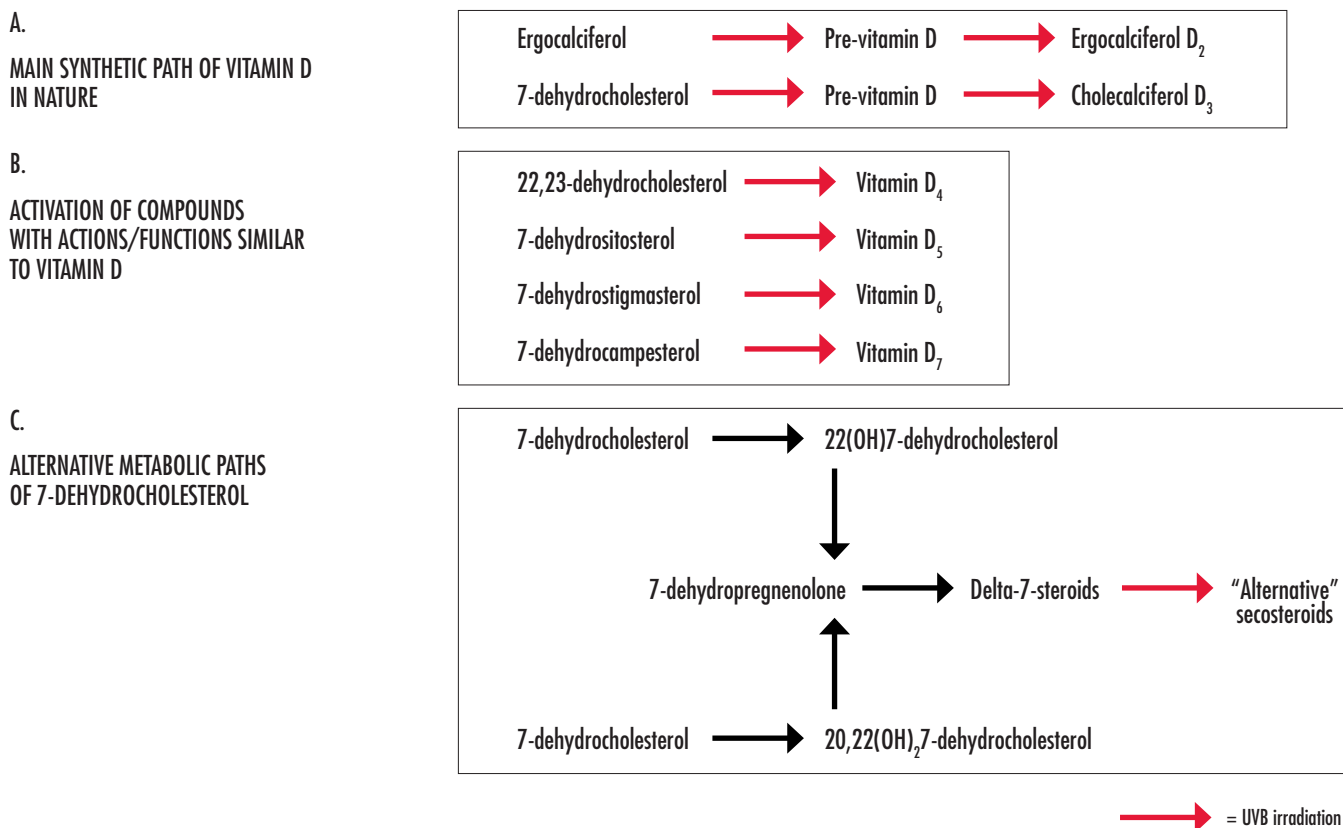 A.
MAIN SYNTHETIC PATH OF VITAMIN D
IN NATURE
Ergocalciferol Pre-vitamin D Ergocalciferol D₂
7-dehydrocholesterol Pre-vitamin D Cholecalciferol D₃
B.
ACTIVATION OF COMPOUNDS
WITH ACTIONS/FUNCTIONS SIMILAR
TO VITAMIN D
22,23-dehydrocholesterol Vitamin D₄
7-dehydrositosterol Vitamin D₅
7-dehydrostigmasterol Vitamin D₆
7-dehydrocampesterol Vitamin D₇
C.
ALTERNATIVE METABOLIC PATHS
OF 7-DEHYDROCHOLESTEROL
7-dehydrocholesterol 22(OH)7-dehydrocholesterol
7-dehydropregnenolone Delta-7-steroids “Alternative”
secosteroids
7-dehydrocholesterol 20,22(OH)₂7-dehydrocholesterol
= UVB irradiation